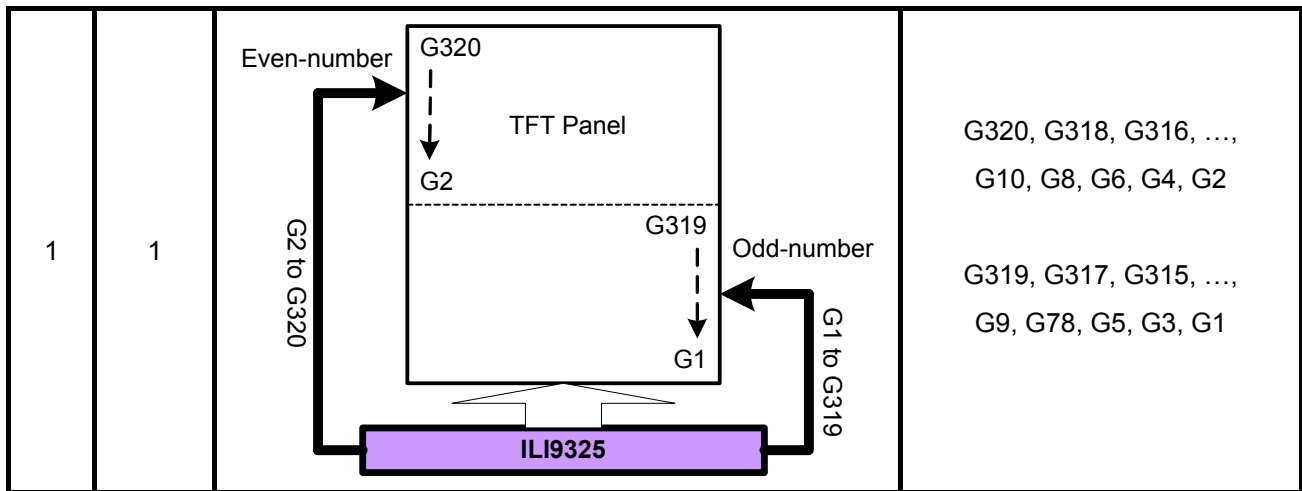 1
1
Even-number
G320
TFT Panel
G2
G2 to G320
G319
Odd-number
G1
G1 to G319
ILI9325
G320, G318, G316, …,
G10, G8, G6, G4, G2
G319, G317, G315, …,
G9, G78, G5, G3, G1